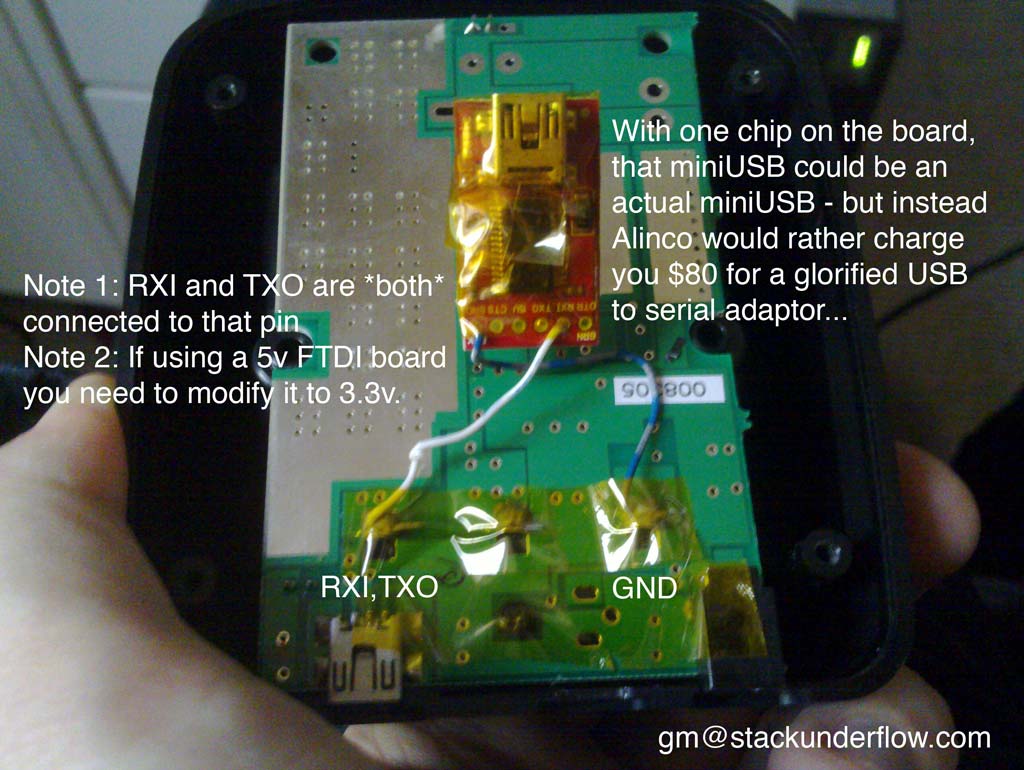 With one chip on the board,
that miniUSB could be an
actual miniUSB - but instead
Alinco would rather charge
you $80 for a glorified USB
to serial adaptor...
Note 1: RXI and TXO are *both*
connected to that pin
Note 2: If using a 5v FTDI board
you need to modify it to 3.3v.
DTR RXI TXO 5V CTS
GRN
RXI,TXO
GND
gm@stackunderflow.com